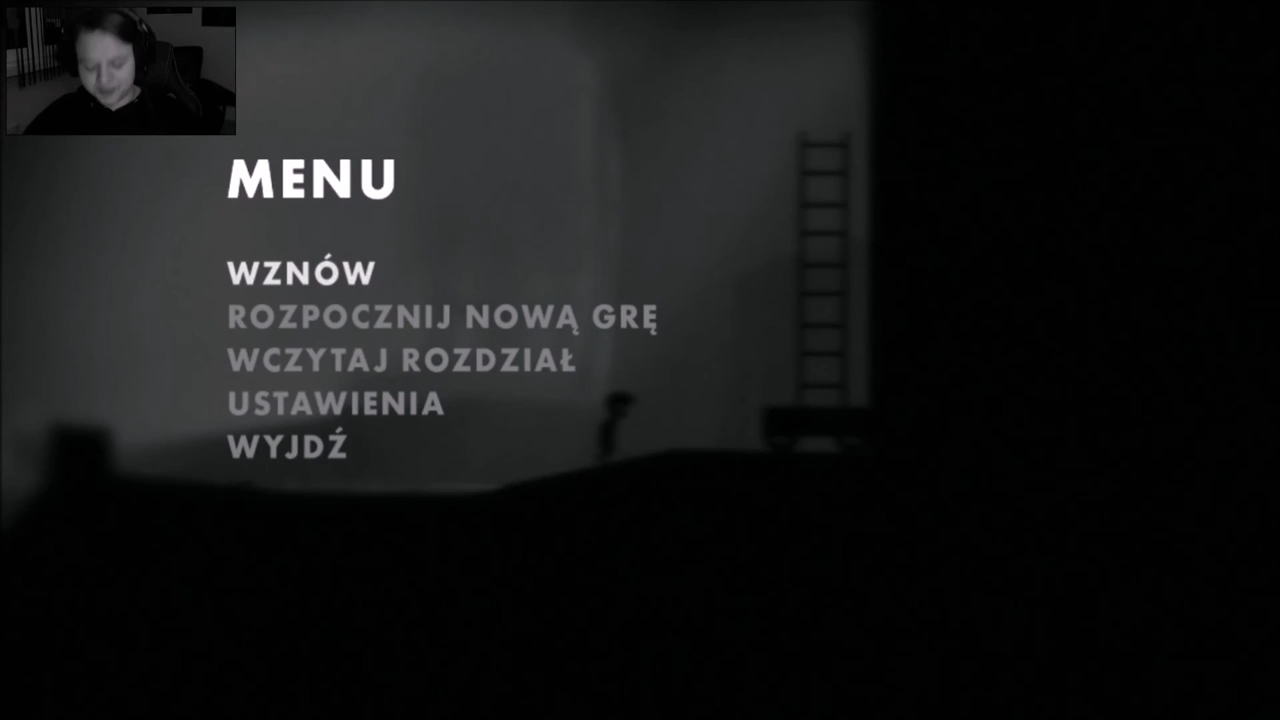 MENU
WZNÓW
ROZPOCZNIJ NOWĄ GRĘ
WCZYTAJ ROZDZIAŁ
USTAWIENIA
WYJDŹ